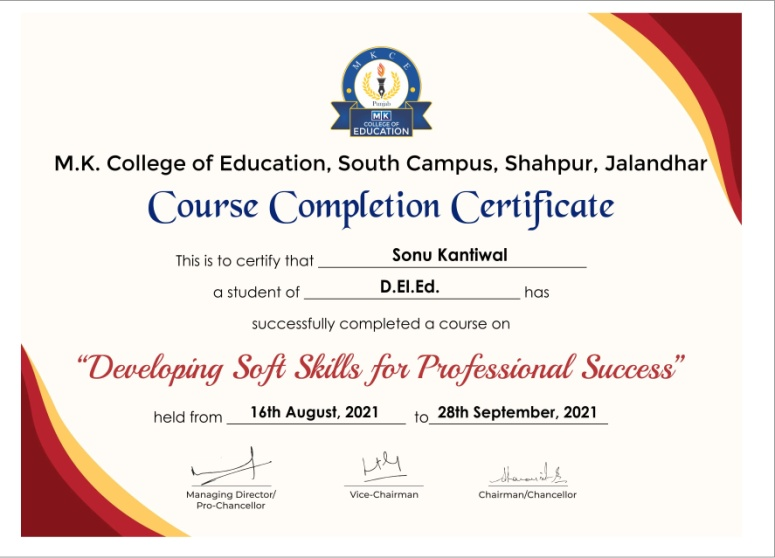 M K C E
Punjab
MK
COLLEGE OF
EDUCATION
M.K. College of Education, South Campus, Shahpur, Jalandhar
Course Completion Certificate
This is to certify that Sonu Kantiwal
a student of D.El.Ed. has
successfully completed a course on
“Developing Soft Skills for Professional Success”
held from 16th August, 2021 to 28th September, 2021
Managing Director/ Vice-Chairman Chairman/Chancellor
Pro-Chancellor